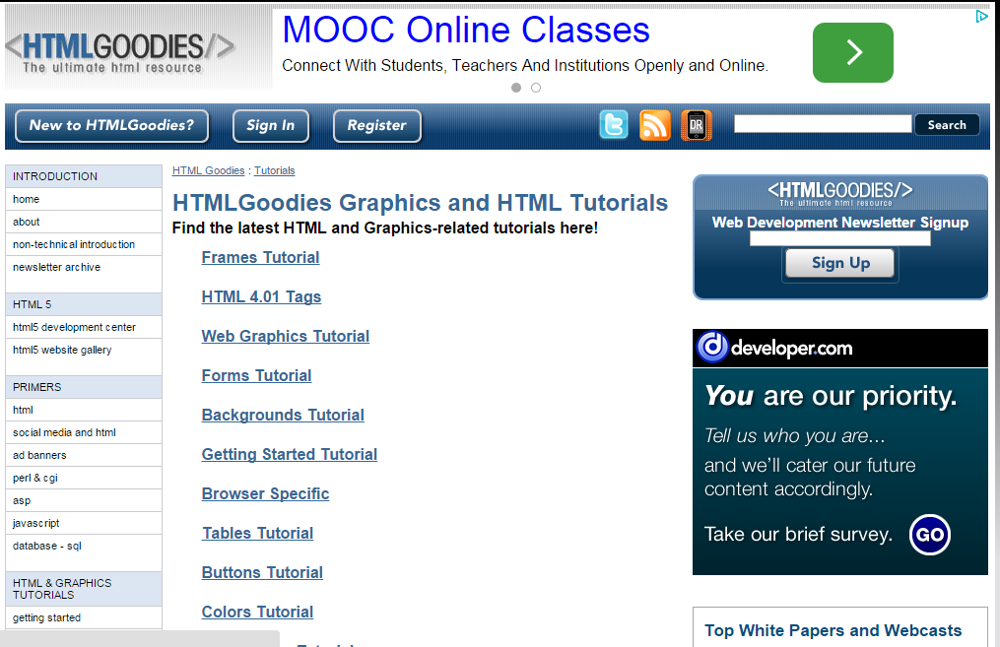 <HTMLGOODIES/>
The ultimate html resource
MOOC Online Classes
Connect With Students, Teachers And Institutions Openly and Online.
New to HTMLGoodies?
Sign In
Register
DR
Search
INTRODUCTION
home
about
non-technical introduction
newsletter archive
HTML 5
html5 development center
html5 website gallery
PRIMERS
html
social media and html
ad banners
perl & cgi
asp
javascript
database - sql
HTML & GRAPHICS
TUTORIALS
getting started
HTML Goodies : Tutorials
HTMLGoodies Graphics and HTML Tutorials
Find the latest HTML and Graphics-related tutorials here!
Frames Tutorial
HTML 4.01 Tags
Web Graphics Tutorial
Forms Tutorial
Backgrounds Tutorial
Getting Started Tutorial
Browser Specific
Tables Tutorial
Buttons Tutorial
Colors Tutorial
<HTMLGOODIES/>
The ultimate html resource
Web Development Newsletter Signup
Sign Up
d developer.com
You are our priority.
Tell us who you are...
and we'll cater our future
content accordingly.
Take our brief survey. GO
Top White Papers and Webcasts